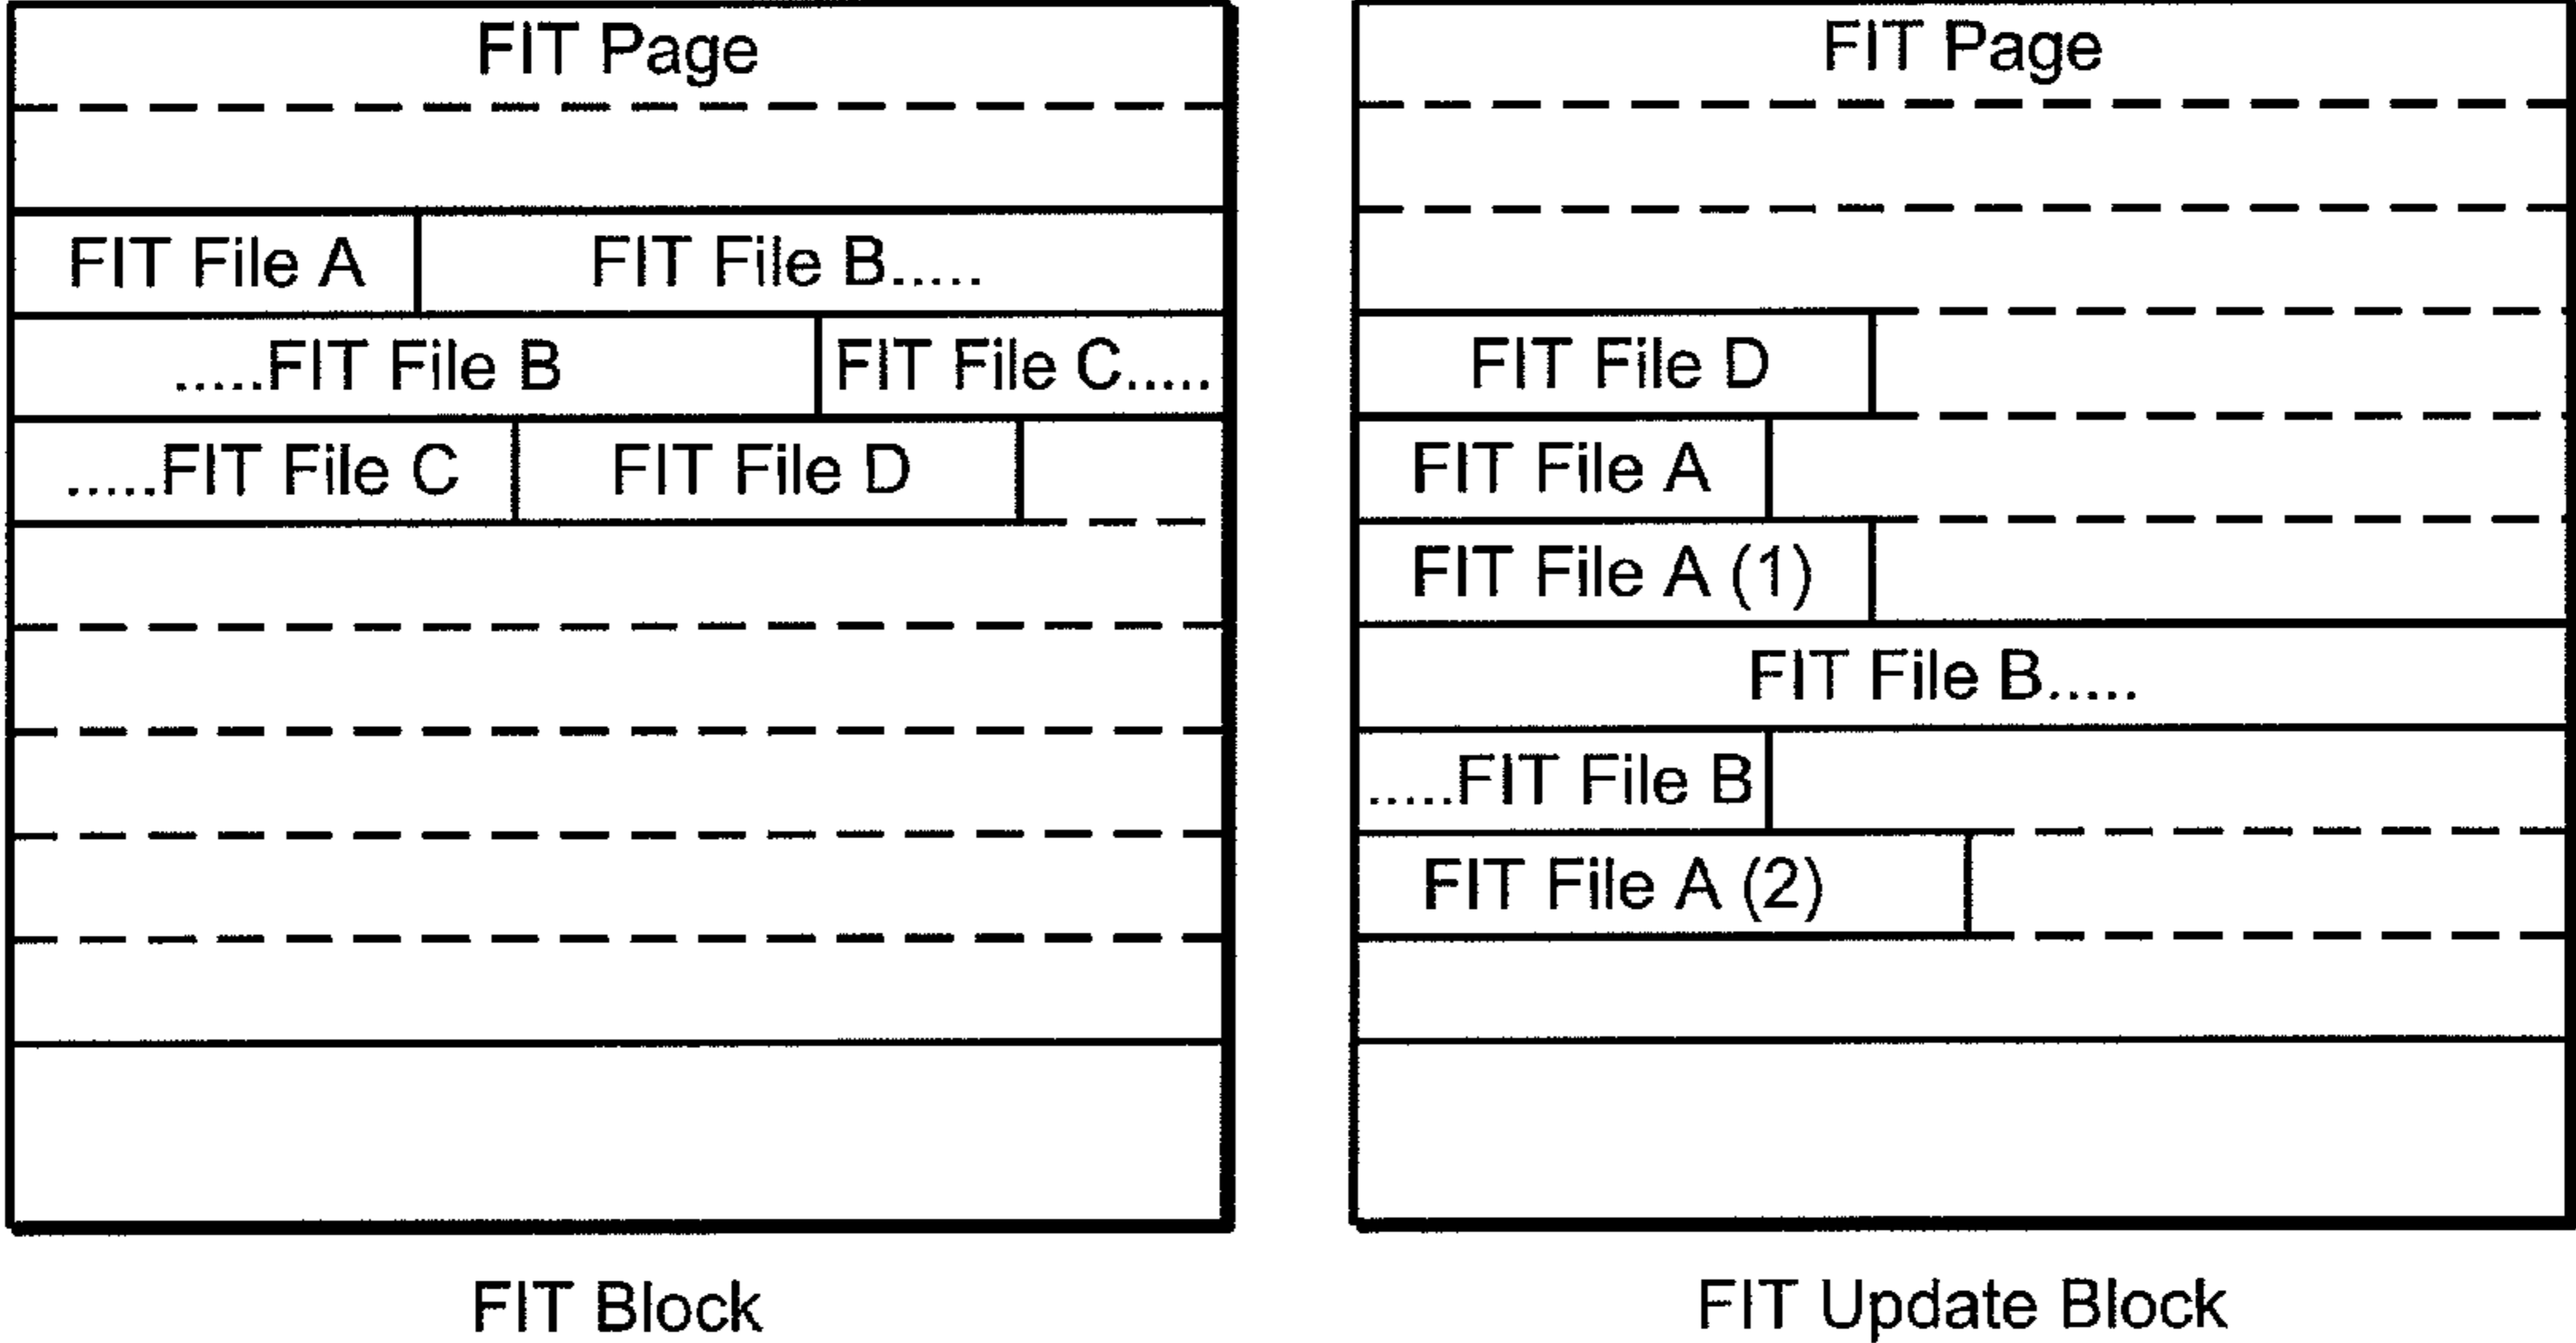 FIT Page
FIT File A FIT File B.....
.....FIT File B FIT File C.....
.....FIT File C FIT File D
FIT Block
FIT Page
FIT File D
FIT File A
FIT File A (1)
FIT File B.....
.....FIT File B
FIT File A (2)
FIT Update Block